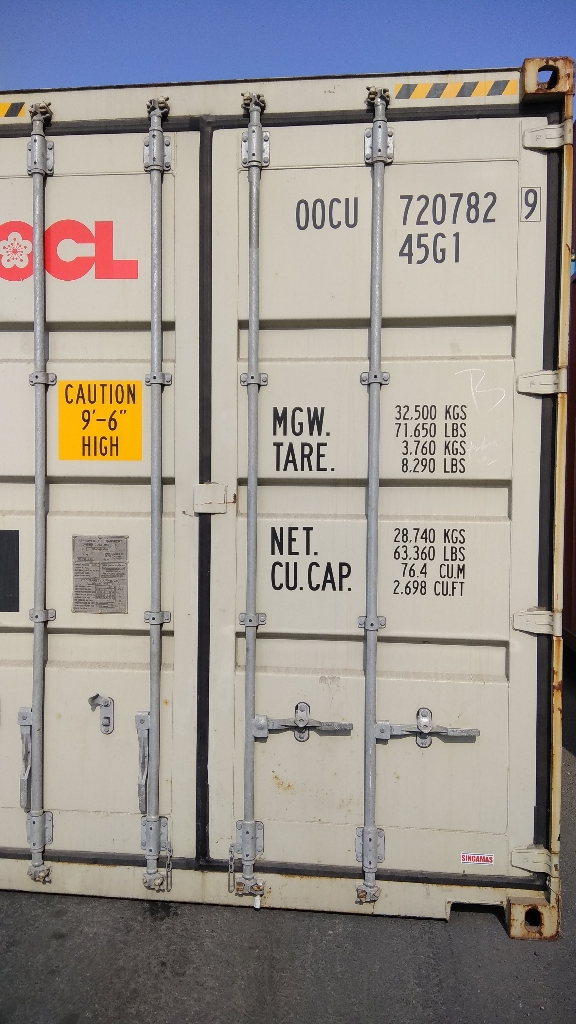 OOCU 720782 9
45G1
OCL
CAUTION
9'-6"
HIGH
MGW. 32.500 KGS
71.650 LBS
TARE. 3.760 KGS
8.290 LBS
NET. 28.740 KGS
63.360 LBS
CU.CAP. 76.4 CU.M
2.698 CU.FT
SINGAMAS